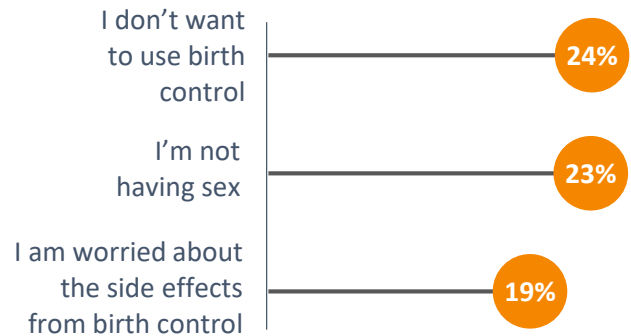 I don't want
to use birth
control
24%
I'm not
having sex
23%
I am worried about
the side effects
from birth control
19%